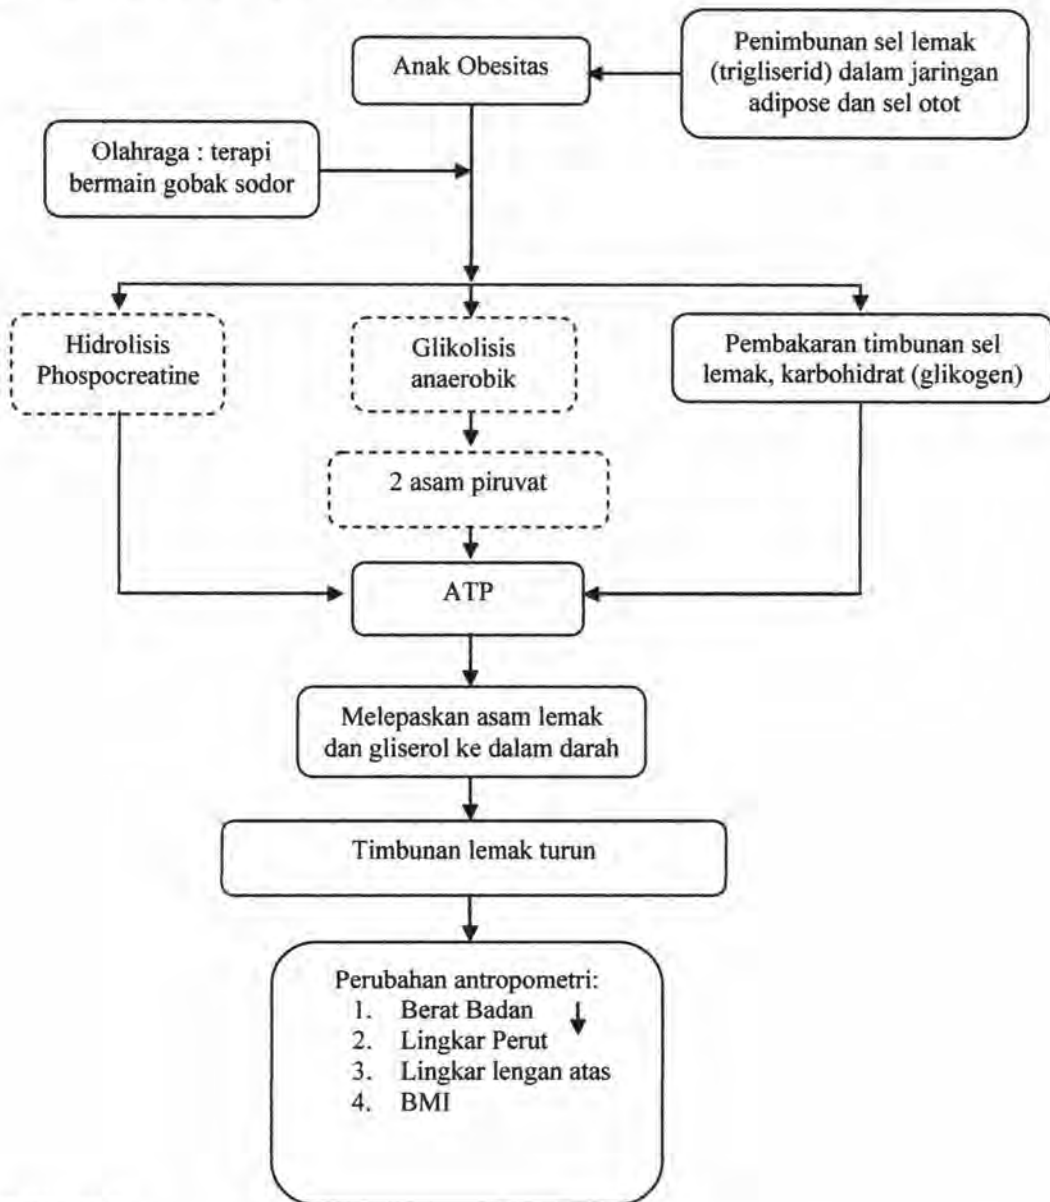 Anak Obesitas
Penimbunan sel lemak
(trigliserid) dalam jaringan
adipose dan sel otot
Olahraga : terapi
bermain gobak sodor
Hidrolisis
Phospocreatine
Glikolisis
anaerobik
Pembakaran timbunan sel
lemak, karbohidrat (glikogen)
2 asam piruvat
ATP
Melepaskan asam lemak
dan gliserol ke dalam darah
Timbunan lemak turun
Perubahan antropometri:
1. Berat Badan
2. Lingkar Perut
3. Lingkar lengan atas
4. BMI